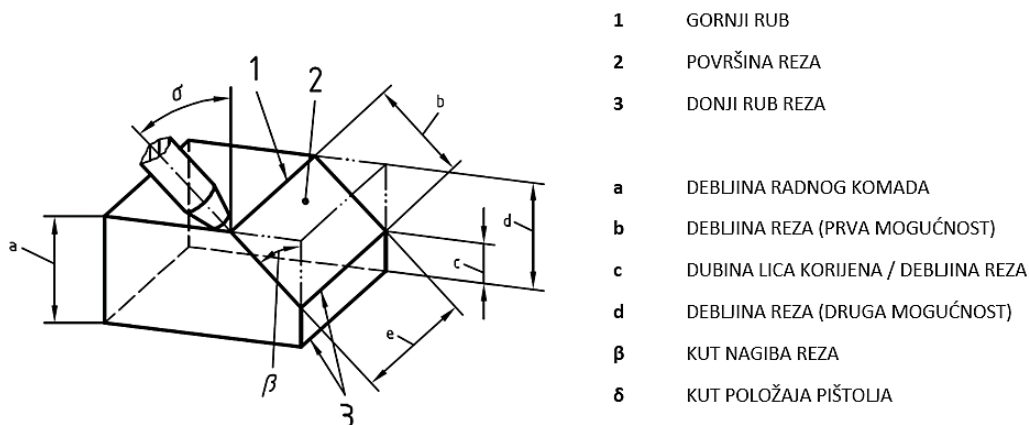 1 GORNJI RUB
2 POVRŠINA REZA
3 DONJI RUB REZA
a DEBLJINA RADNOG KOMADA
b DEBLJINA REZA (PRVA MOGUĆNOST)
c DUBINA LICA KORIJENA / DEBLJINA REZA
d DEBLJINA REZA (DRUGA MOGUĆNOST)
β KUT NAGIBA REZA
δ KUT POLOŽAJA PIŠTOLJA
1
2
σ
b
a
d
c
e
β
3